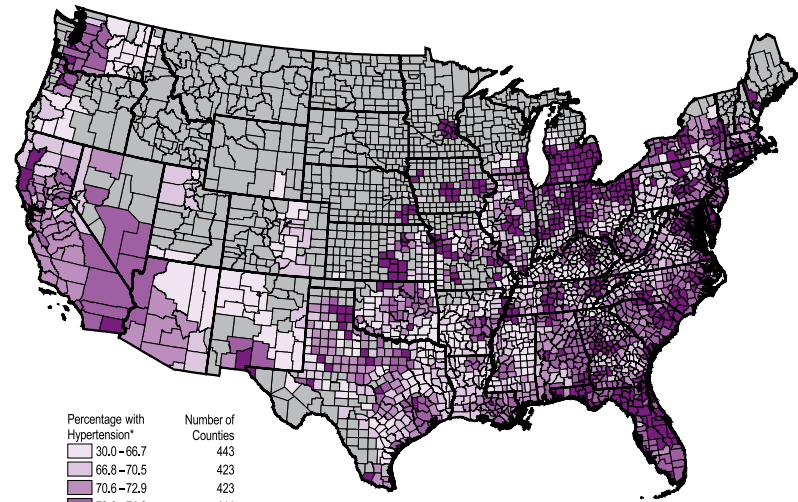 Percentage with Number of
Hypertension* Counties
30.0 – 66.7 443
66.8 – 70.5 423
70.6 – 72.9 423